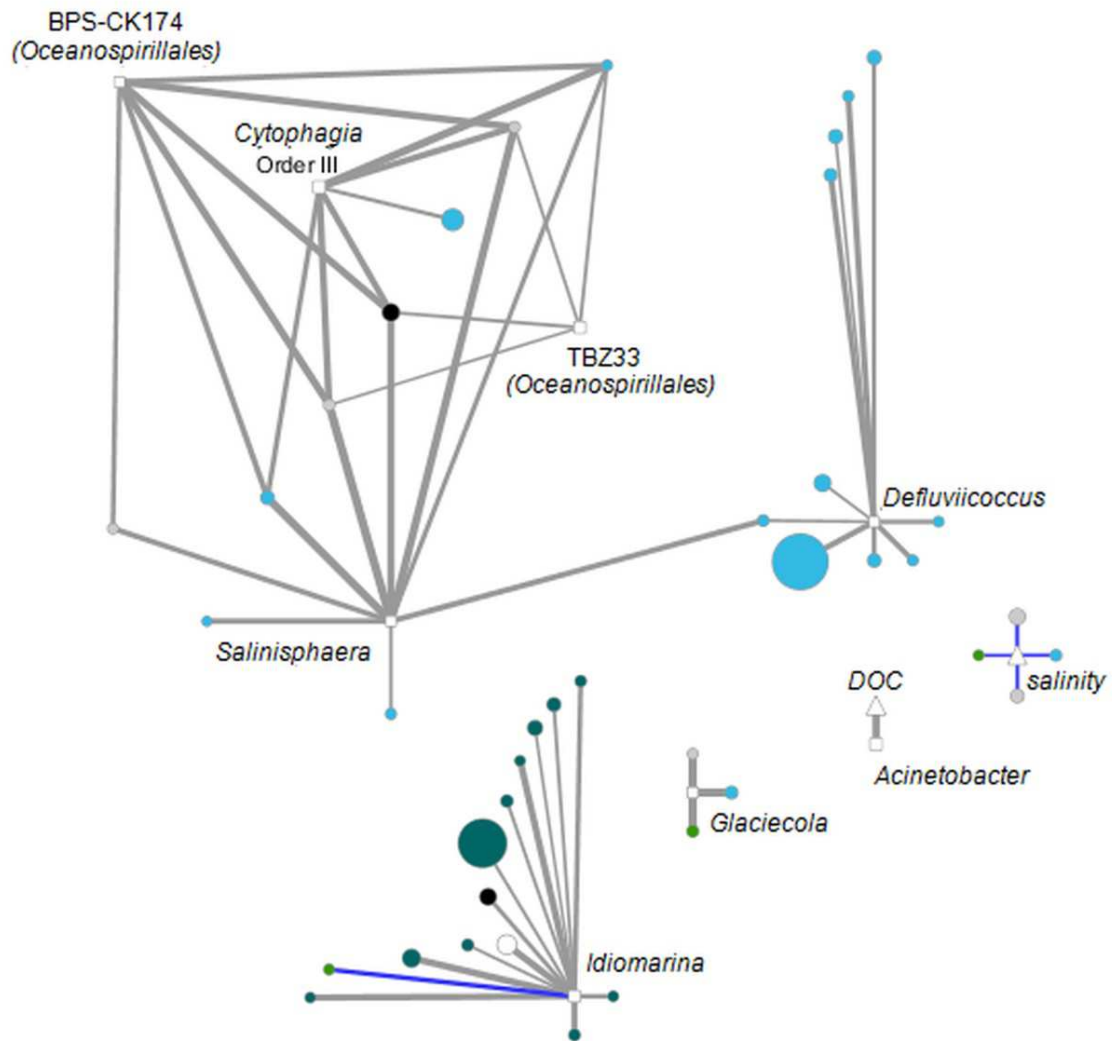 BPS-CK174
(Oceanospirillales)
Cytophagia
Order III
TBZ33
(Oceanospirillales)
Defluviicoccus
Salinisphaera
DOC
salinity
Acinetobacter
Glaciecola
Idiomarina